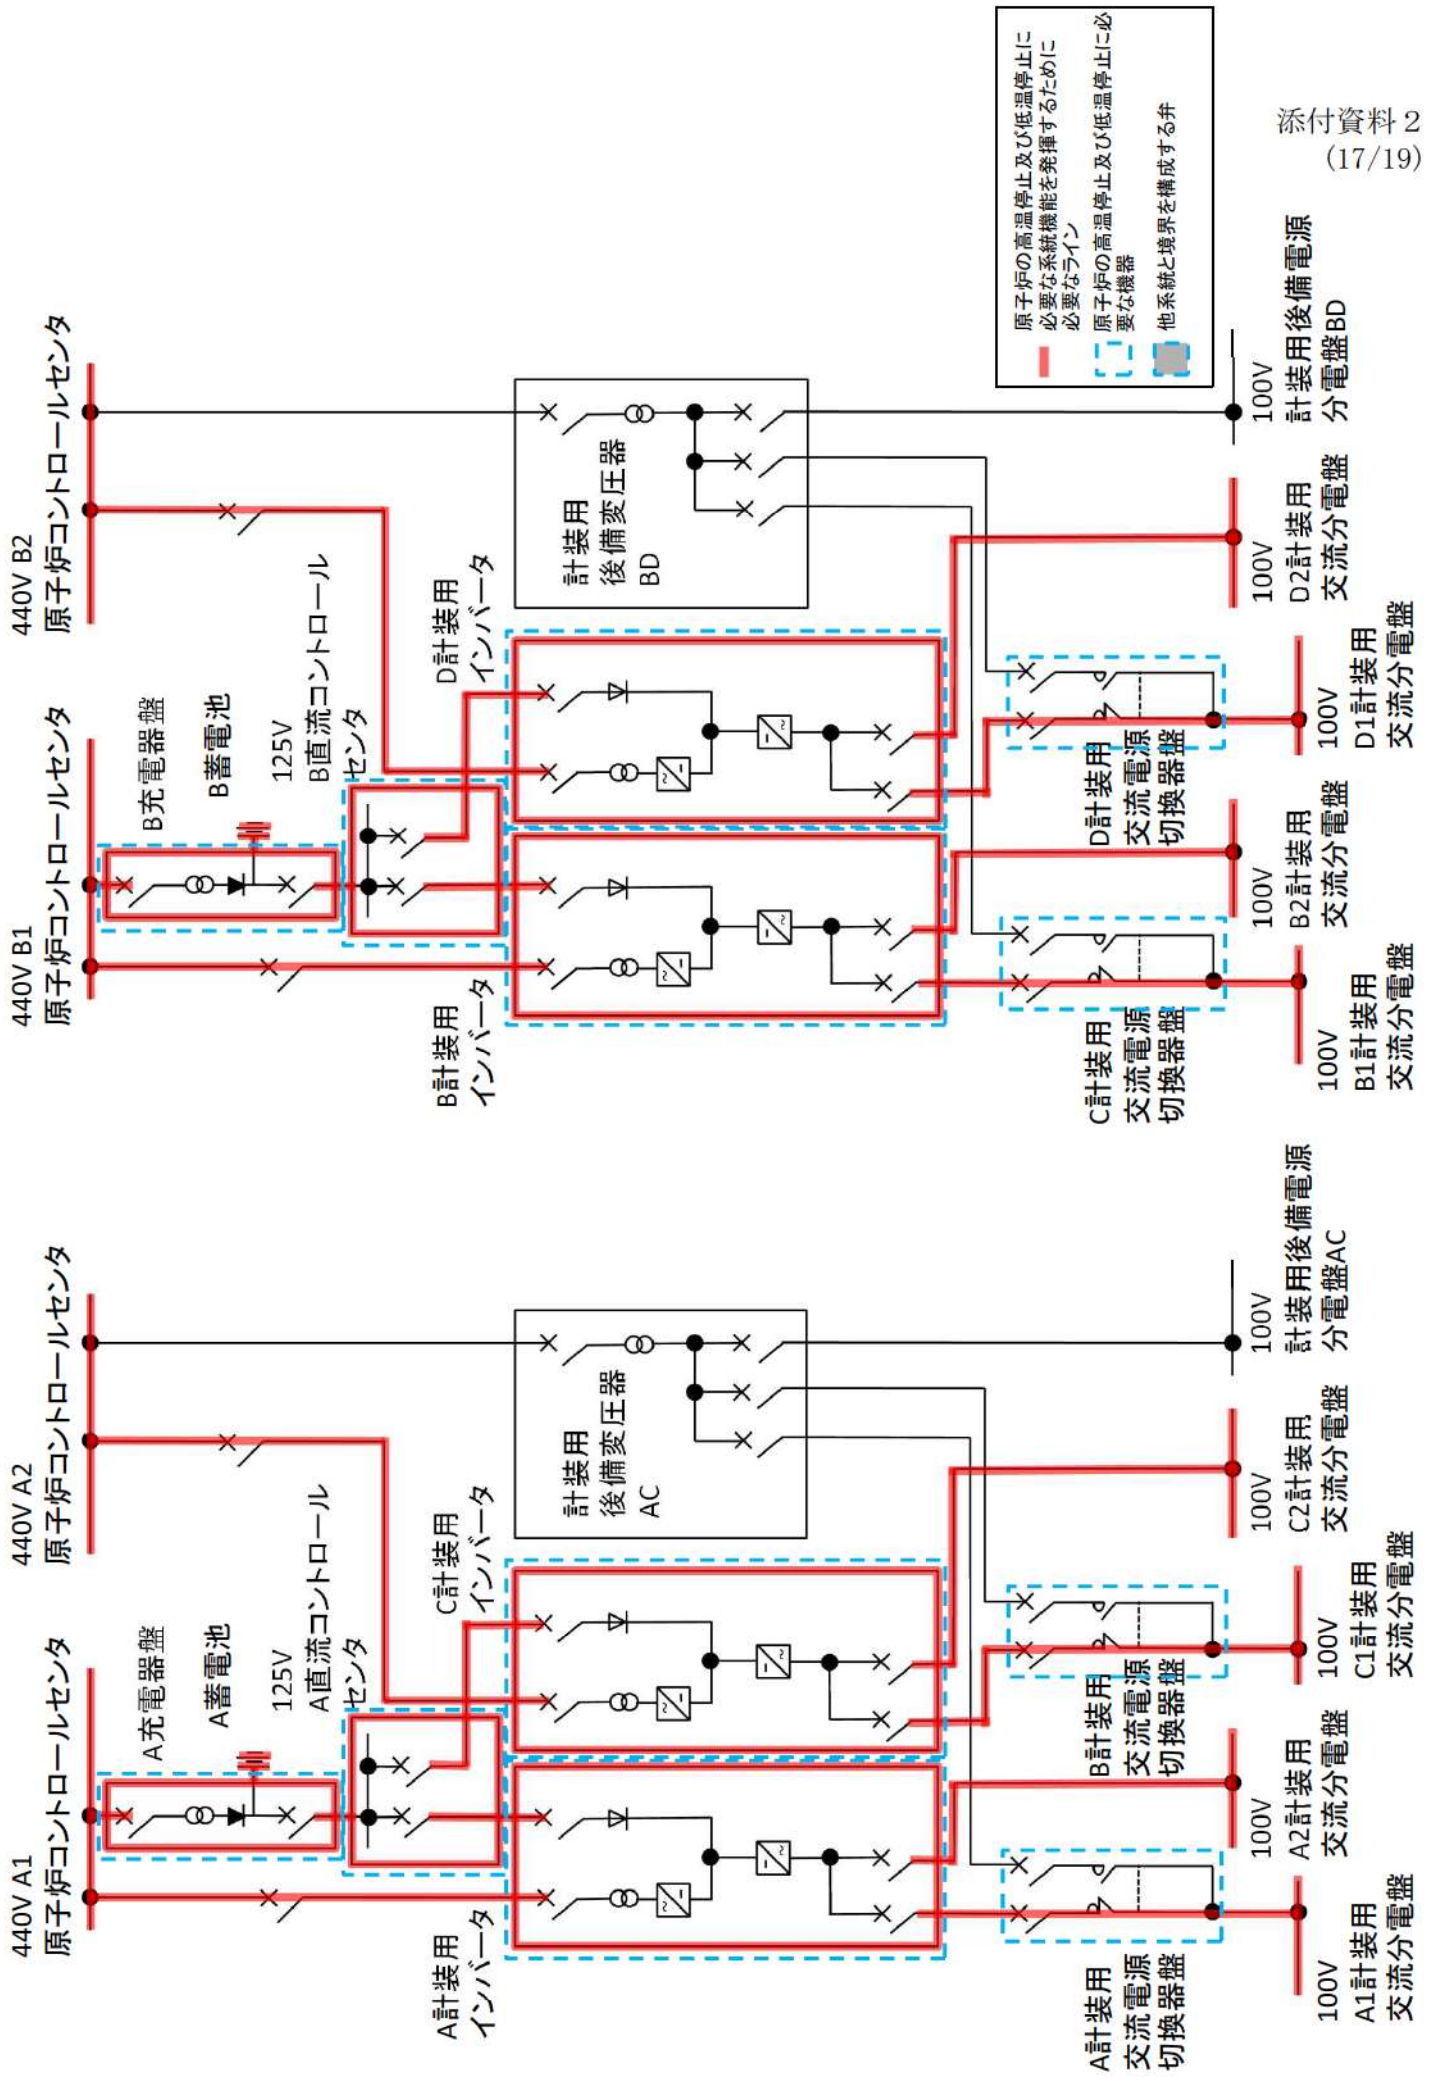 添付資料2
(17/19)
440V A1
原子炉コントロールセンタ
440V A2
原子炉コントロールセンタ
440V B1
原子炉コントロールセンタ
440V B2
原子炉コントロールセンタ
A充電器盤
A蓄電池
125V
A直流コントロール
センタ
B充電器盤
B蓄電池
125V
B直流コントロール
センタ
A計装用
インバータ
C計装用
インバータ
計装用
後備変圧器
AC
B計装用
インバータ
D計装用
インバータ
計装用
後備変圧器
BD
A計装用
交流電源
切換器盤
B計装用
交流電源
切換器盤
C計装用
交流電源
切換器盤
D計装用
交流電源
切換器盤
100V
A1計装用
交流分電盤
100V
A2計装用
交流分電盤
100V
C1計装用
交流分電盤
100V
C2計装用
交流分電盤
100V
計装用後備電源
分電盤AC
100V
B1計装用
交流分電盤
100V
B2計装用
交流分電盤
100V
D1計装用
交流分電盤
100V
D2計装用
交流分電盤
100V
計装用後備電源
分電盤BD
原子炉の高温停止及び低温停止に
必要な系統機能を発揮するために
必要なライン
原子炉の高温停止及び低温停止に必
要な機器
他系統と境界を構成する弁